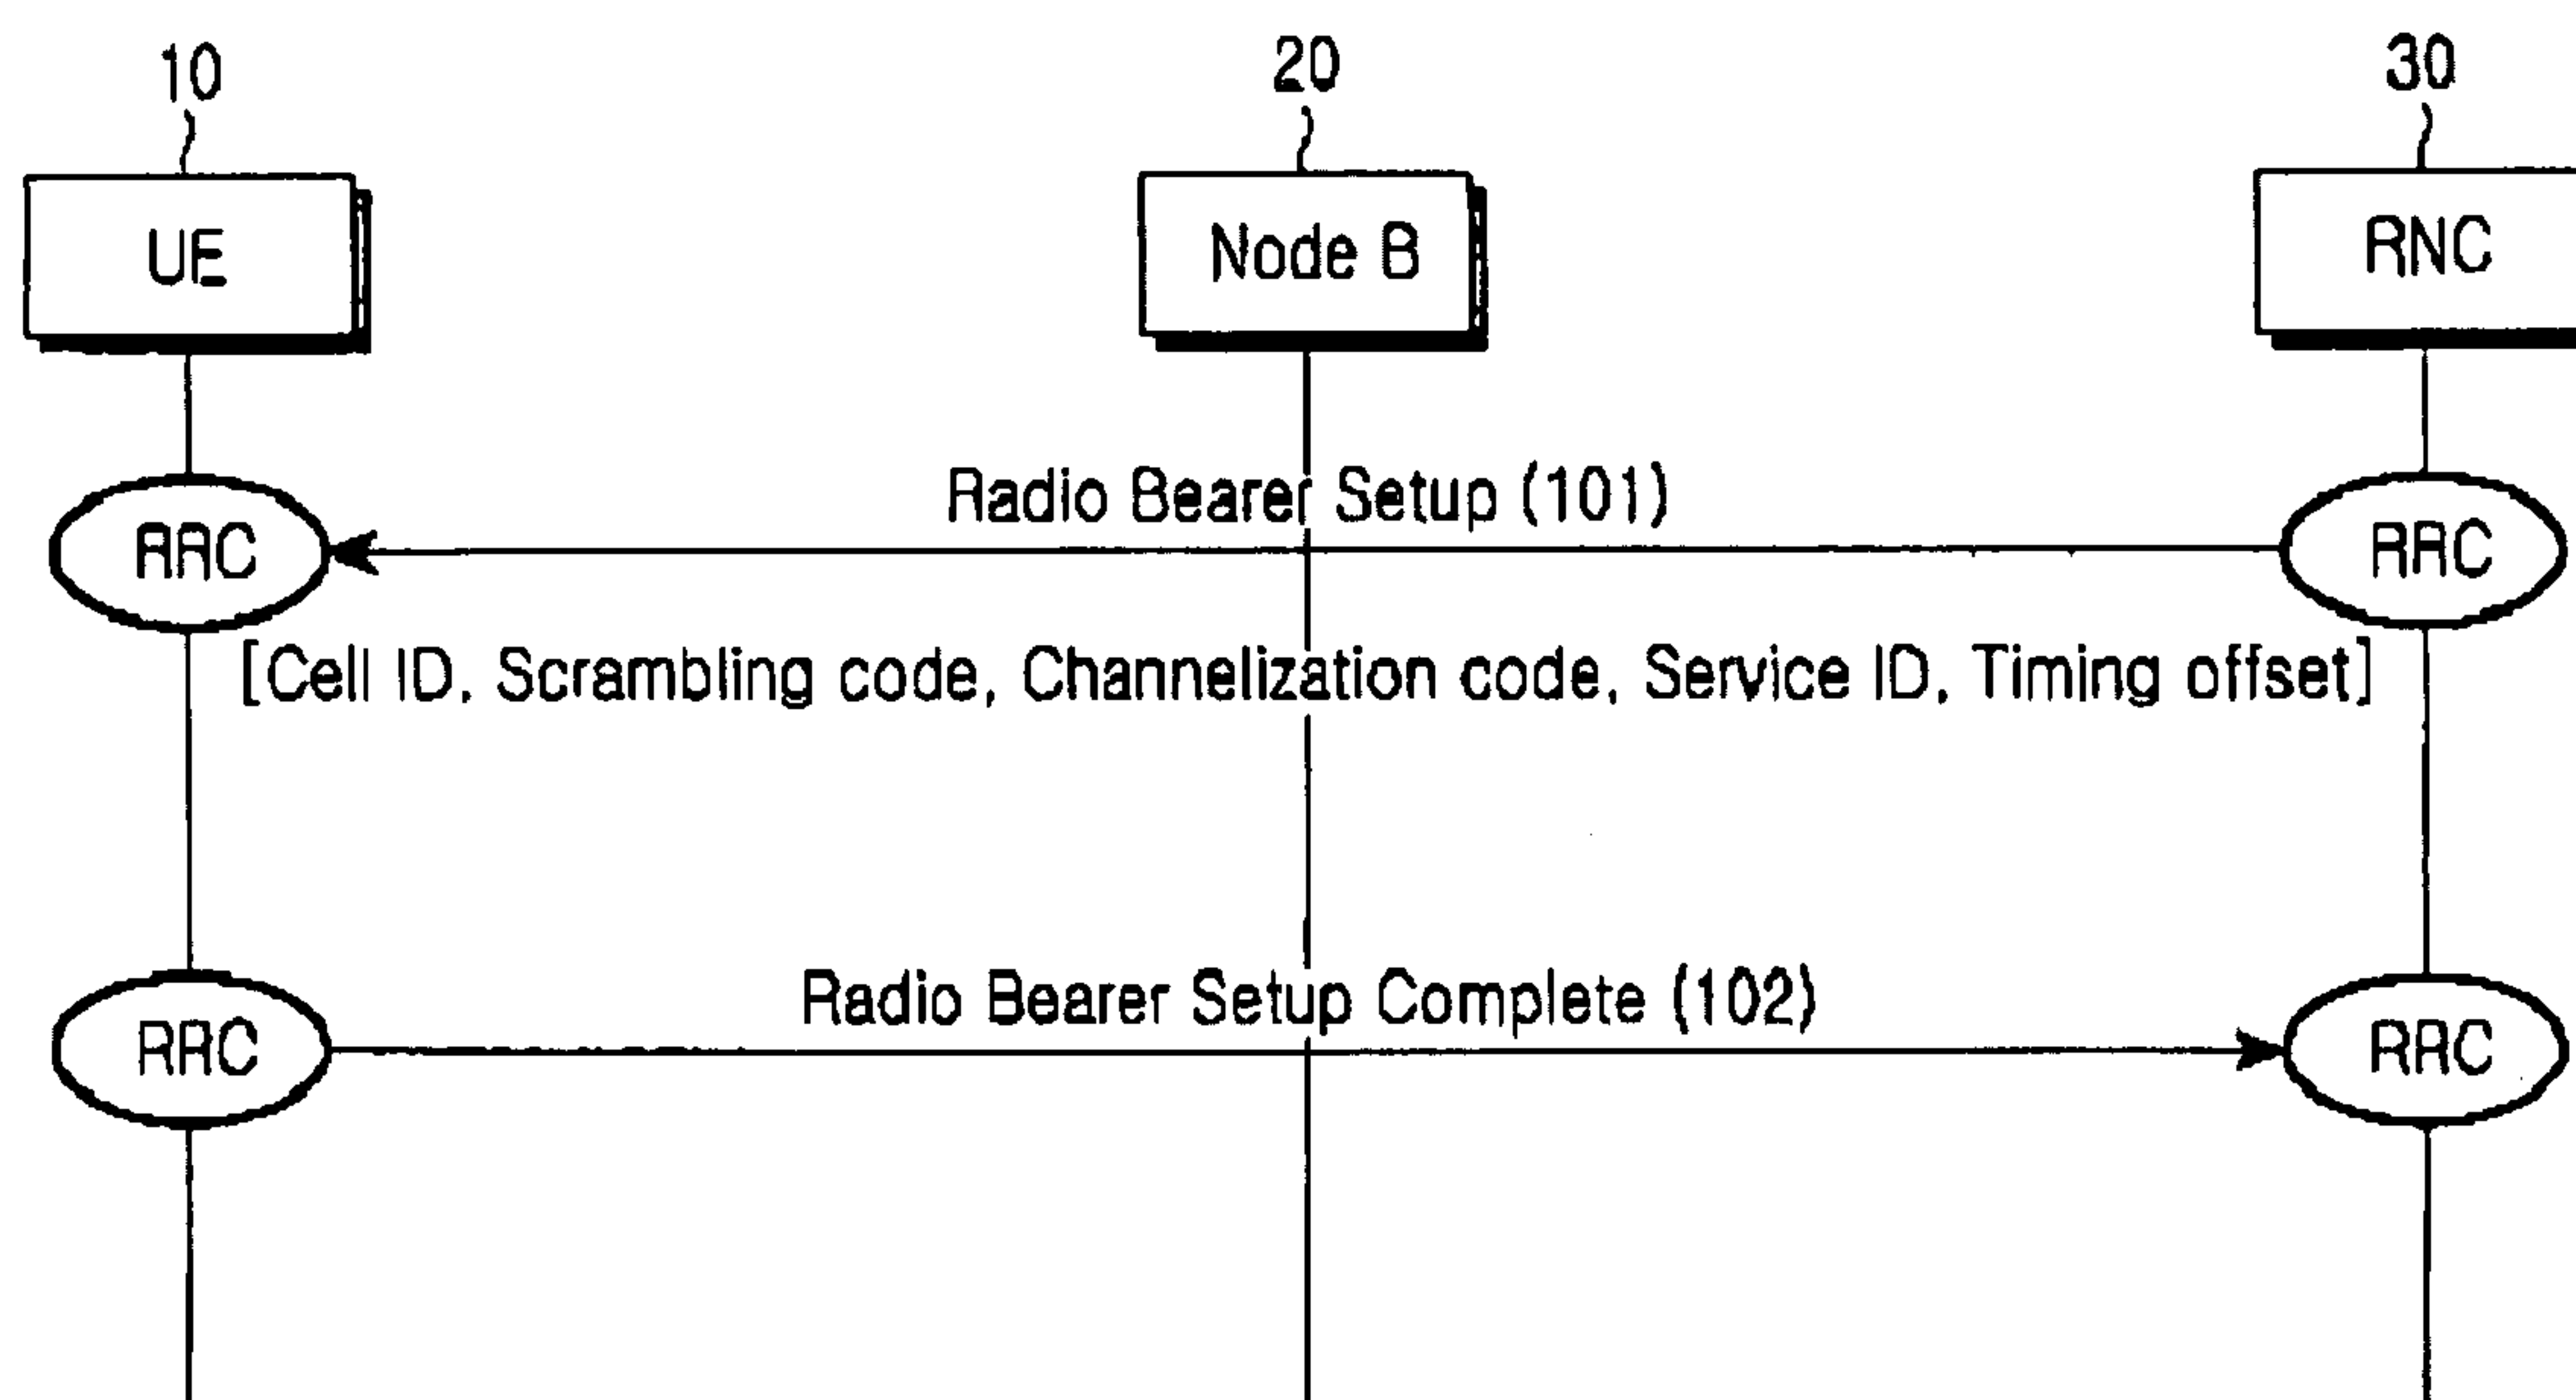 10 20 30
UE Node B RNC
Radio Bearer Setup (101)
RRC RRC
[Cell ID, Scrambling code, Channelization code, Service ID, Timing offset]
Radio Bearer Setup Complete (102)
RRC RRC